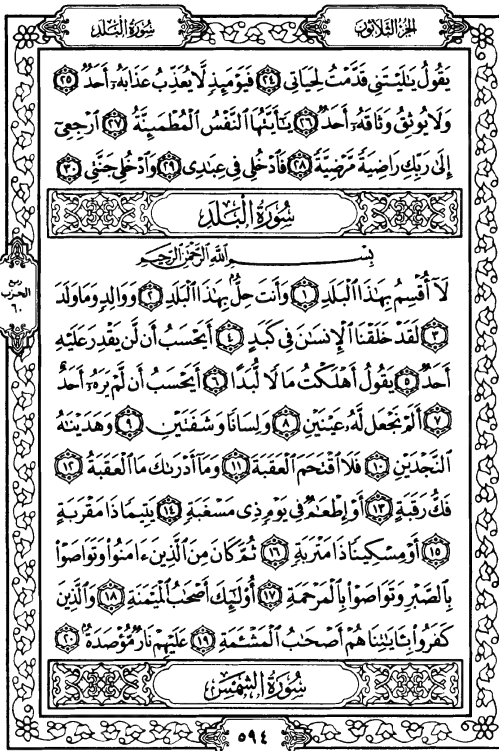 الجزء الثلاثون
سورة البلد
يَقُولُ يَٰلَيْتَنِي قَدَّمْتُ لِحَيَاتِي ٢٤ فَيَوْمَئِذٍ لَّا يُعَذِّبُ عَذَابَهُۥٓ أَحَدٌ ٢٥
وَلَا يُوثِقُ وَثَاقَهُۥٓ أَحَدٌ ٢٦ يَٰٓأَيَّتُهَا ٱلنَّفْسُ ٱلْمُطْمَئِنَّةُ ٢٧ ٱرْجِعِىٓ
إِلَىٰ رَبِّكِ رَاضِيَةً مَّرْضِيَّةً ٢٨ فَٱدْخُلِى فِى عِبَٰدِى ٢٩ وَٱدْخُلِى جَنَّتِى ٣٠
سُورَةُ الْبَلَدِ
بِسْمِ ٱللَّهِ ٱلرَّحْمَٰنِ ٱلرَّحِيمِ
لَآ أُقْسِمُ بِهَٰذَا ٱلْبَلَدِ ١ وَأَنتَ حِلٌّۢ بِهَٰذَا ٱلْبَلَدِ ٢ وَوَالِدٍ وَمَا وَلَدَ
٣ لَقَدْ خَلَقْنَا ٱلْإِنسَٰنَ فِى كَبَدٍ ٤ أَيَحْسَبُ أَن لَّن يَقْدِرَ عَلَيْهِ
أَحَدٌ ٥ يَقُولُ أَهْلَكْتُ مَالًا لُّبَدًا ٦ أَيَحْسَبُ أَن لَّمْ يَرَهُۥٓ أَحَدٌ
٧ أَلَمْ نَجْعَل لَّهُۥ عَيْنَيْنِ ٨ وَلِسَانًا وَشَفَتَيْنِ ٩ وَهَدَيْنَٰهُ
ٱلنَّجْدَيْنِ ١٠ فَلَا ٱقْتَحَمَ ٱلْعَقَبَةَ ١١ وَمَآ أَدْرَىٰكَ مَا ٱلْعَقَبَةُ ١٢
فَكُّ رَقَبَةٍ ١٣ أَوْ إِطْعَٰمٌ فِى يَوْمٍ ذِى مَسْغَبَةٍ ١٤ يَتِيمًا ذَا مَقْرَبَةٍ
١٥ أَوْ مِسْكِينًا ذَا مَتْرَبَةٍ ١٦ ثُمَّ كَانَ مِنَ ٱلَّذِينَ ءَامَنُوا۟ وَتَوَاصَوْا۟
بِٱلصَّبْرِ وَتَوَاصَوْا۟ بِٱلْمَرْحَمَةِ ١٧ أُو۟لَٰٓئِكَ أَصْحَٰبُ ٱلْمَيْمَنَةِ ١٨ وَٱلَّذِينَ
كَفَرُوا۟ بِـَٔايَٰتِنَا هُمْ أَصْحَٰبُ ٱلْمَشْـَٔمَةِ ١٩ عَلَيْهِمْ نَارٌ مُّؤْصَدَةٌۢ ٢٠
سُورَةُ الشَّمْسِ
ربع
الحزب
٦٠
٥٩٤